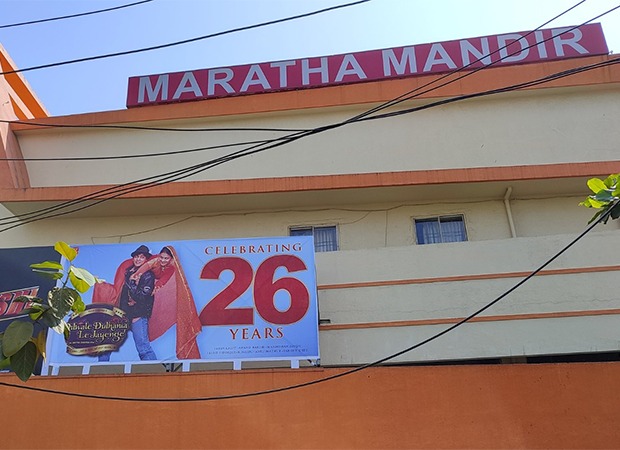 MARATHA MANDIR
CELEBRATING
26
YEARS
Dilwale Dulhania
Le Jayenge